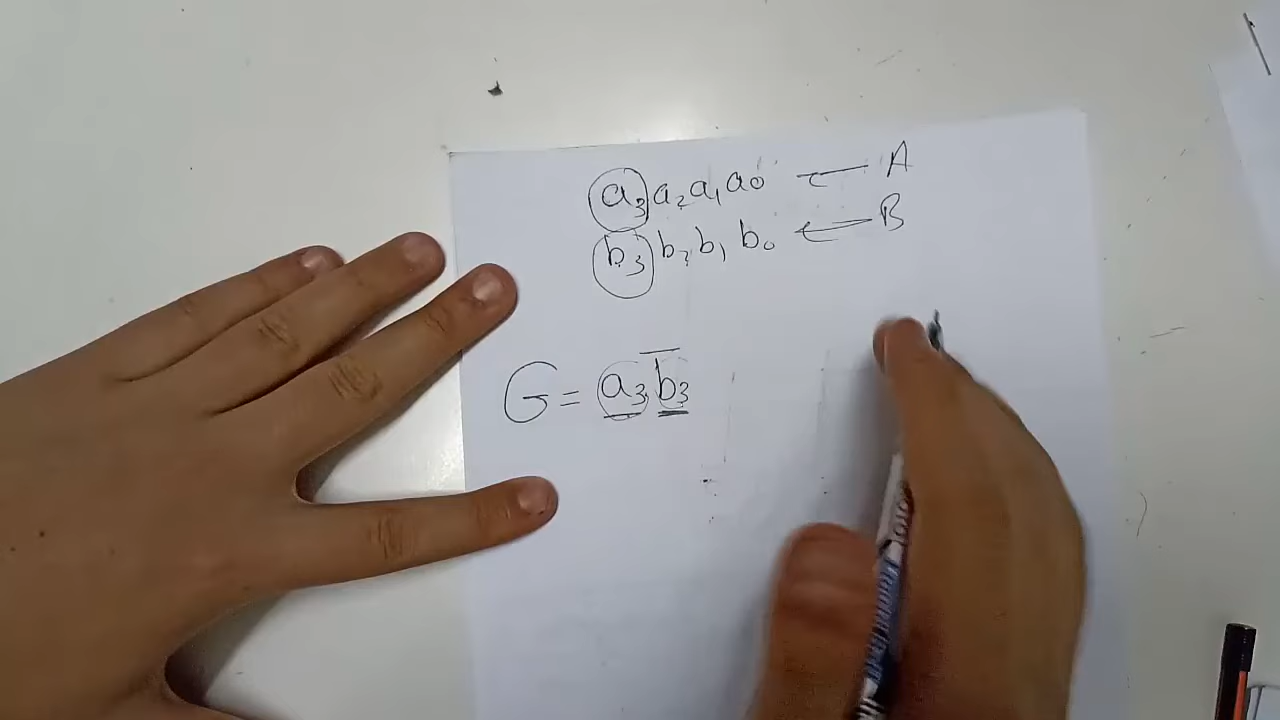 a₃ a₂ a₁ a₀ ← A
b₃ b₂ b₁ b₀ ← B
G = a₃ b̅₃